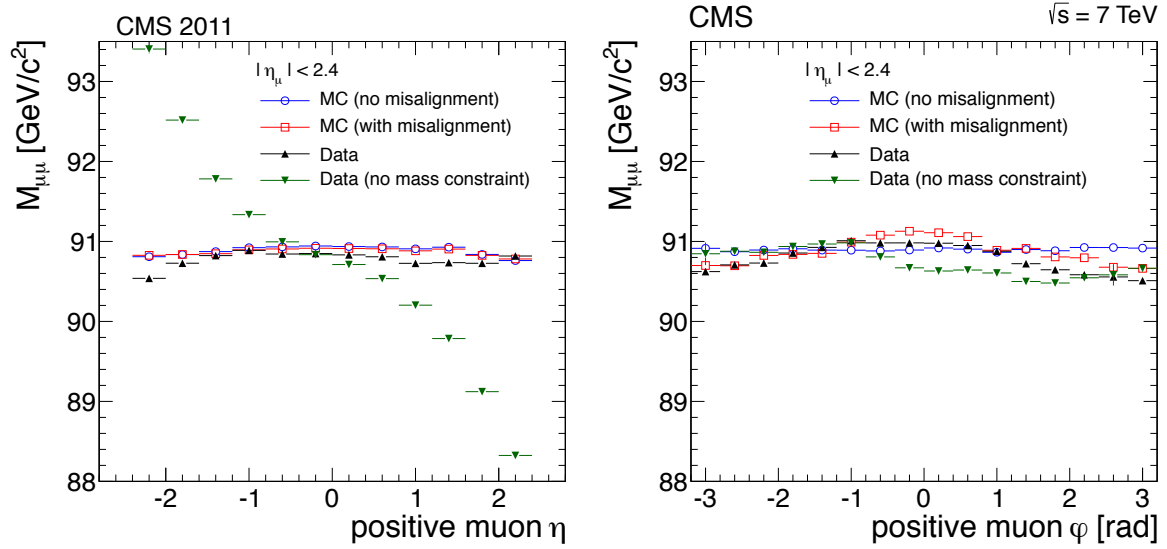 CMS 2011
M_μμ [GeV/c²]
93
92
91
90
89
88
| η_μ | < 2.4
MC (no misalignment)
MC (with misalignment)
Data
Data (no mass constraint)
-2 -1 0 1 2
positive muon η
CMS √s = 7 TeV
M_μμ [GeV/c²]
93
92
91
90
89
88
| η_μ | < 2.4
MC (no misalignment)
MC (with misalignment)
Data
Data (no mass constraint)
-3 -2 -1 0 1 2 3
positive muon φ [rad]